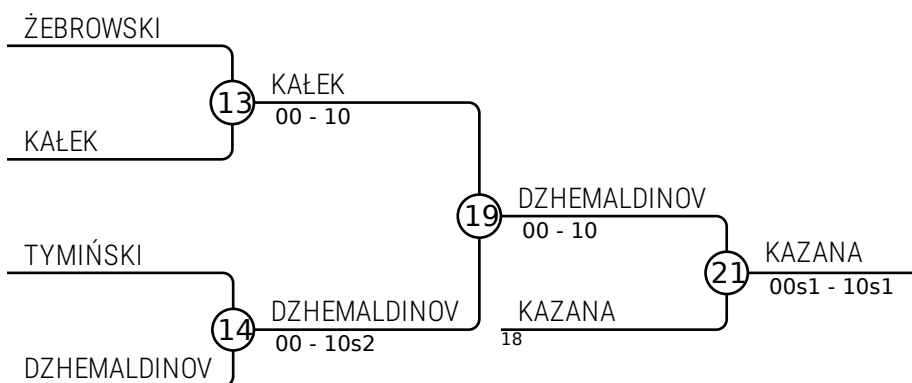 ŻEBROWSKI
13
KAŁEK
00 - 10
KAŁEK
19
DZHEMALDINOV
00 - 10
TYMIŃSKI
21
KAZANA
00s1 - 10s1
14
DZHEMALDINOV
00 - 10s2
KAZANA
18
DZHEMALDINOV